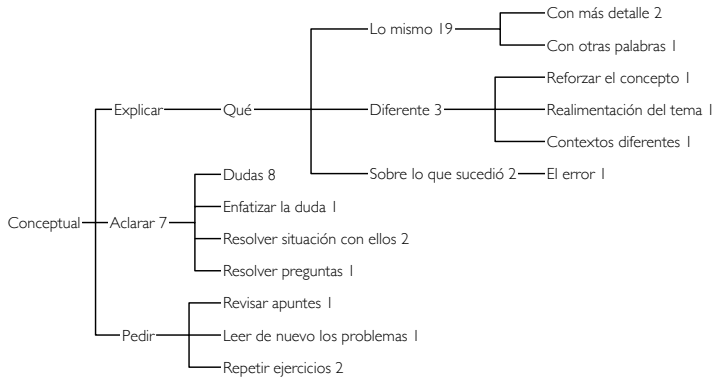 Con más detalle 2
Lo mismo 19
Con otras palabras 1
Reforzar el concepto 1
Explicar
Qué
Diferente 3
Realimentación del tema 1
Contextos diferentes 1
Sobre lo que sucedió 2
El error 1
Dudas 8
Enfatizar la duda 1
Conceptual
Aclarar 7
Resolver situación con ellos 2
Resolver preguntas 1
Revisar apuntes 1
Pedir
Leer de nuevo los problemas 1
Repetir ejercicios 2